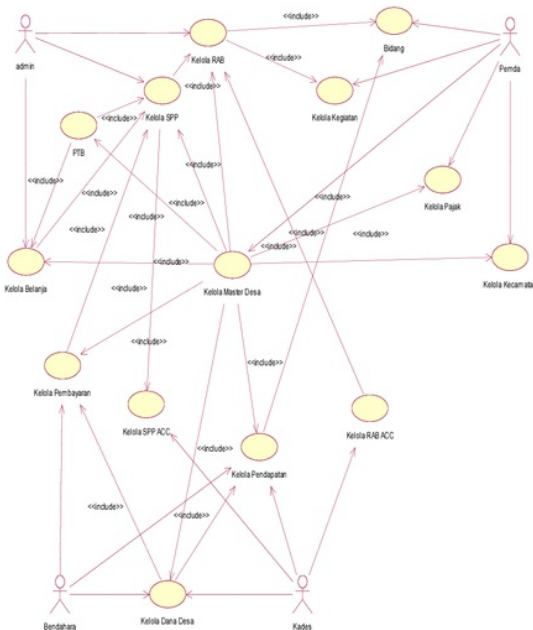 <<include>>
Kelola RAB
Bidang
admin
Pemda
<<include>>
<<include>>
Kelola SPP
Kelola Kegiatan
<<include>>
PTB
<<include>>
<<include>>
<<include>>
Kelola Pajak
<<include>>
<<include>>
<<include>>
<<include>>
<<include>>
<<include>>
Kelola Belanja
Kelola Master Desa
Kelola Kecamata
<<include>>
<<include>>
<<include>>
Kelola Pembayaran
Kelola SPP ACC
Kelola RAB ACC
<<include>>
Kelola Pendapatan
<<include>>
<<include>>
Bendahara
Kelola Dana Desa
Kades